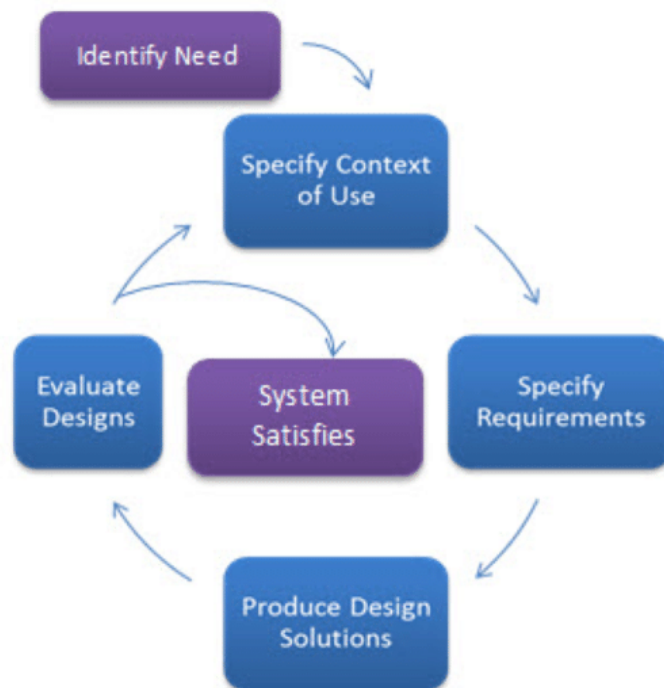 Identify Need
Specify Context
of Use
Evaluate
Designs
System
Satisfies
Specify
Requirements
Produce Design
Solutions